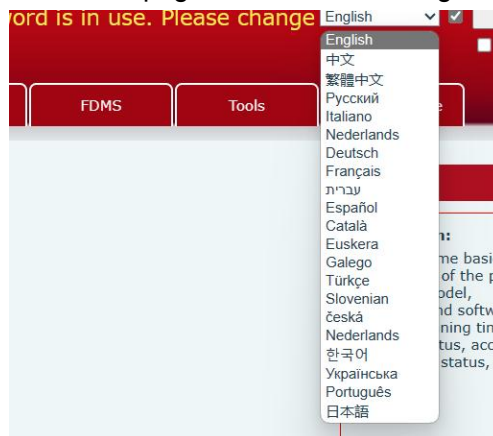 word is in use. Please change English
English
中文
繁體中文
Русский
Italiano
Nederlands
Deutsch
Français
עברית
Español
Català
Euskera
Galego
Türkçe
Slovenian
česká
Nederlands
한국어
Українська
Português
日本語
FDMS Tools
me basi
of the p
odel,
nd softw
ning tim
tus, acc
status,